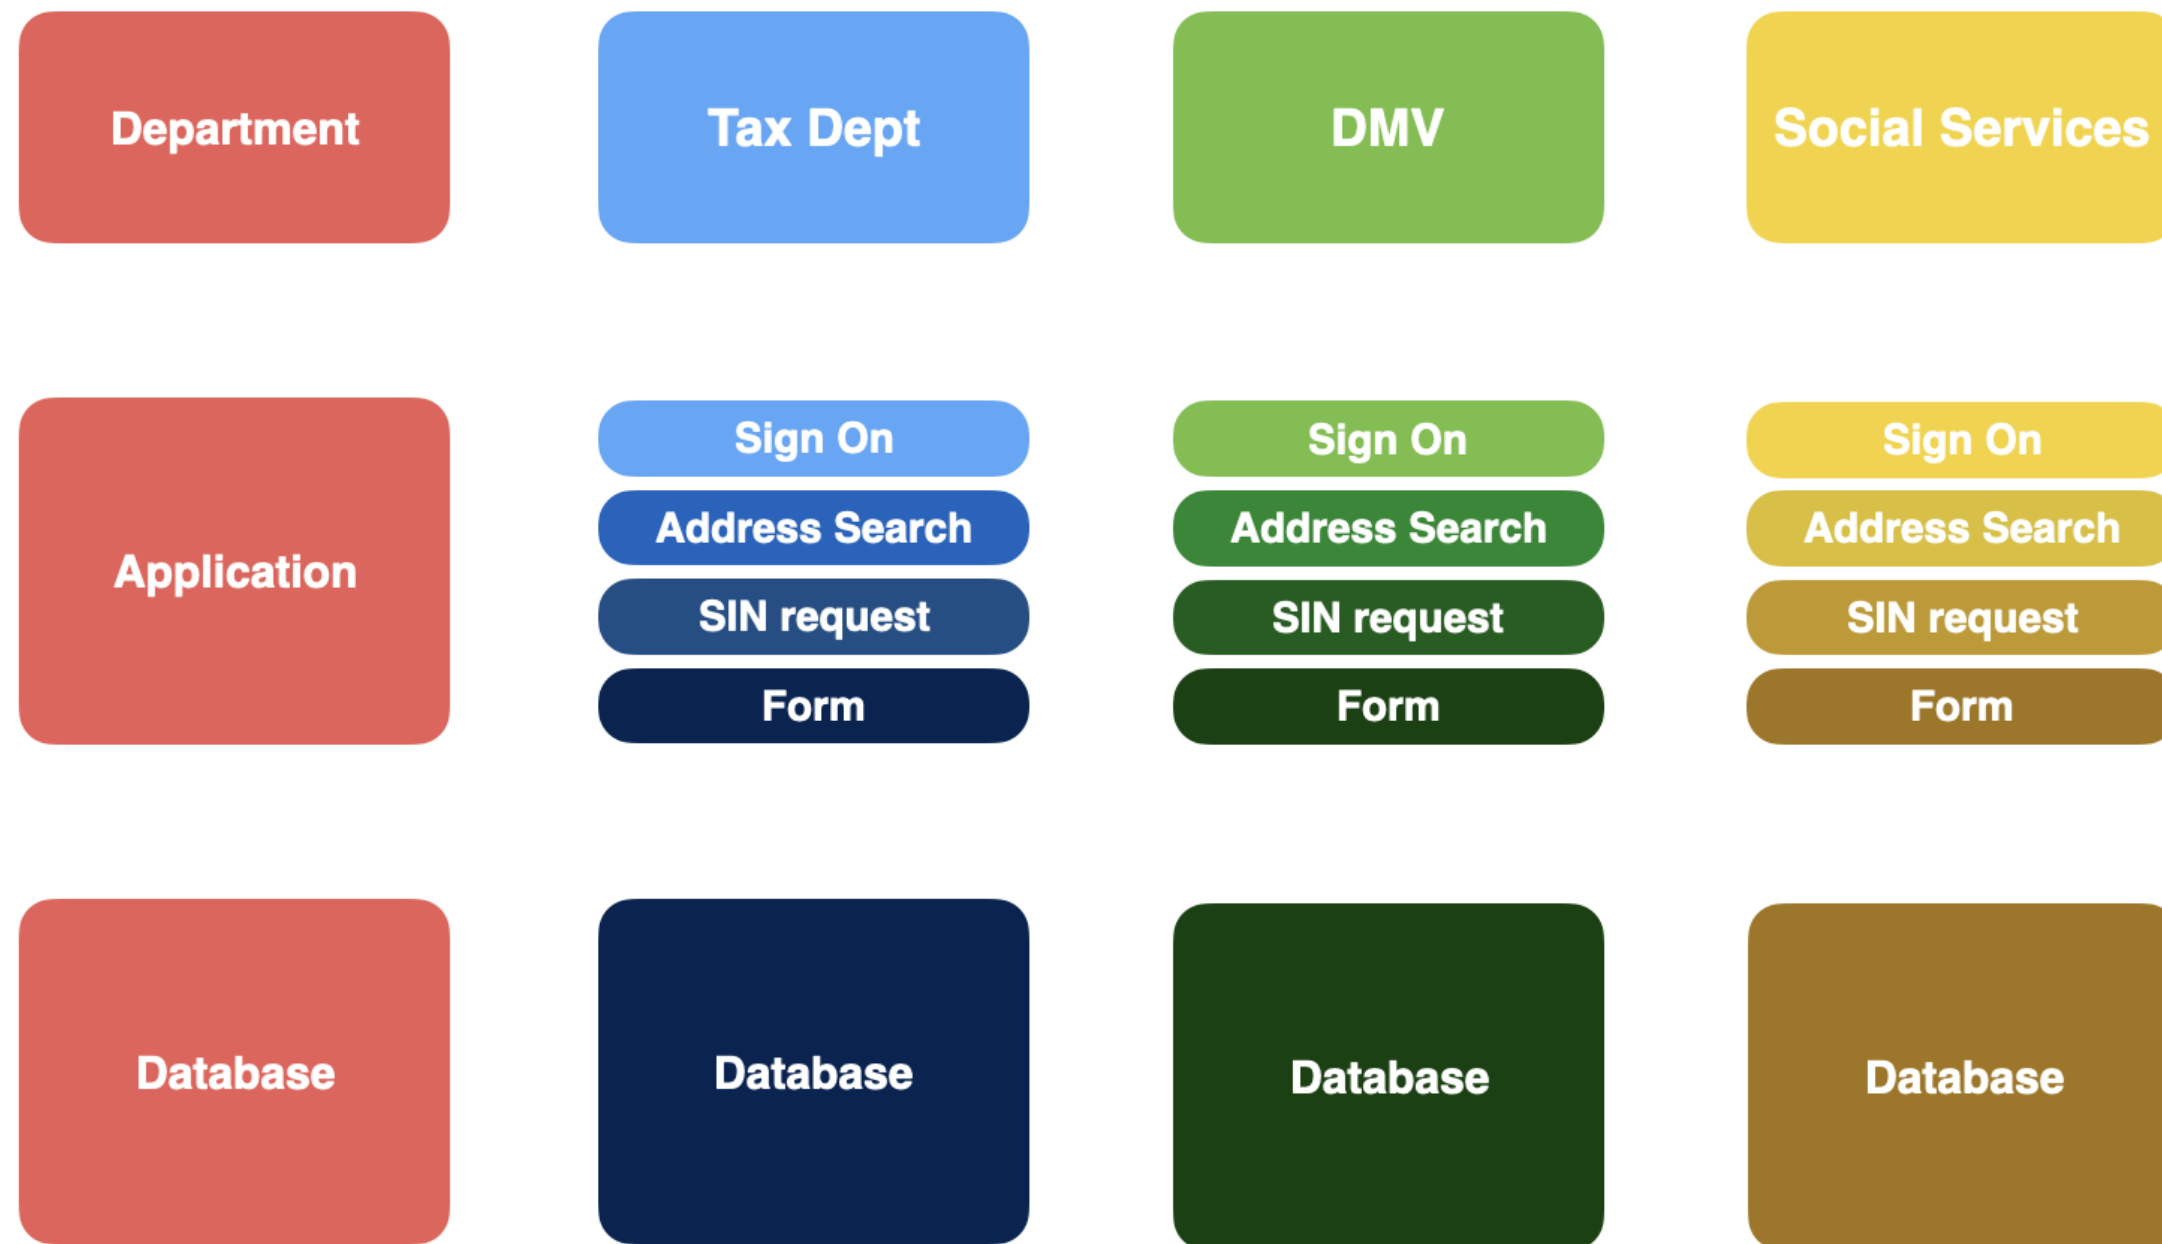 Department
Tax Dept
DMV
Social Services
Application
Sign On
Address Search
SIN request
Form
Sign On
Address Search
SIN request
Form
Sign On
Address Search
SIN request
Form
Database
Database
Database
Database